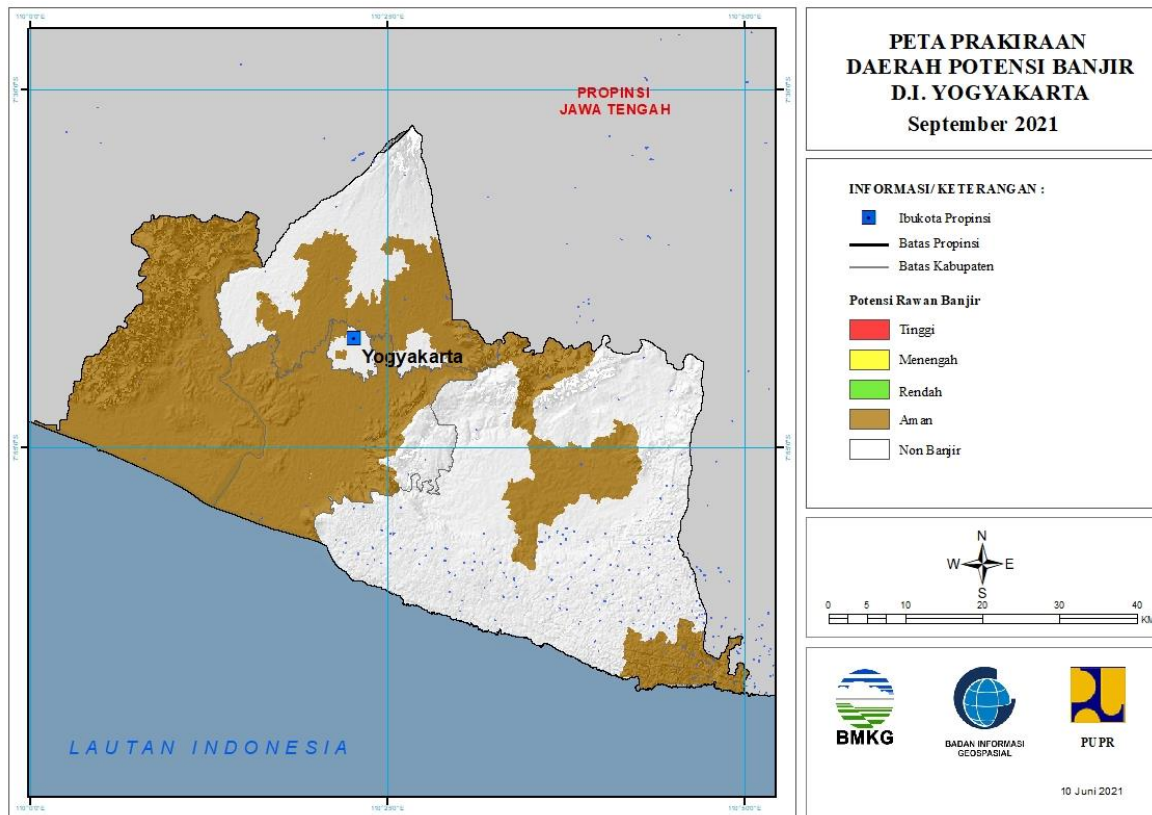 PETA PRAKIRAAN
DAERAH POTENSI BANJIR
D.I. YOGYAKARTA
September 2021
INFORMASI/ KETERANGAN :
Ibukota Propinsi
Batas Propinsi
Batas Kabupaten
Potensi Rawan Banjir
Tinggi
Menengah
Rendah
Aman
Non Banjir
N
W E
S
0 5 10 20 30 40
KM
BMKG
BADAN INFORMASI
GEOSPASIAL
PUPR
10 Juni 2021
PROPINSI
JAWA TENGAH
Yogyakarta
LAUTAN INDONESIA